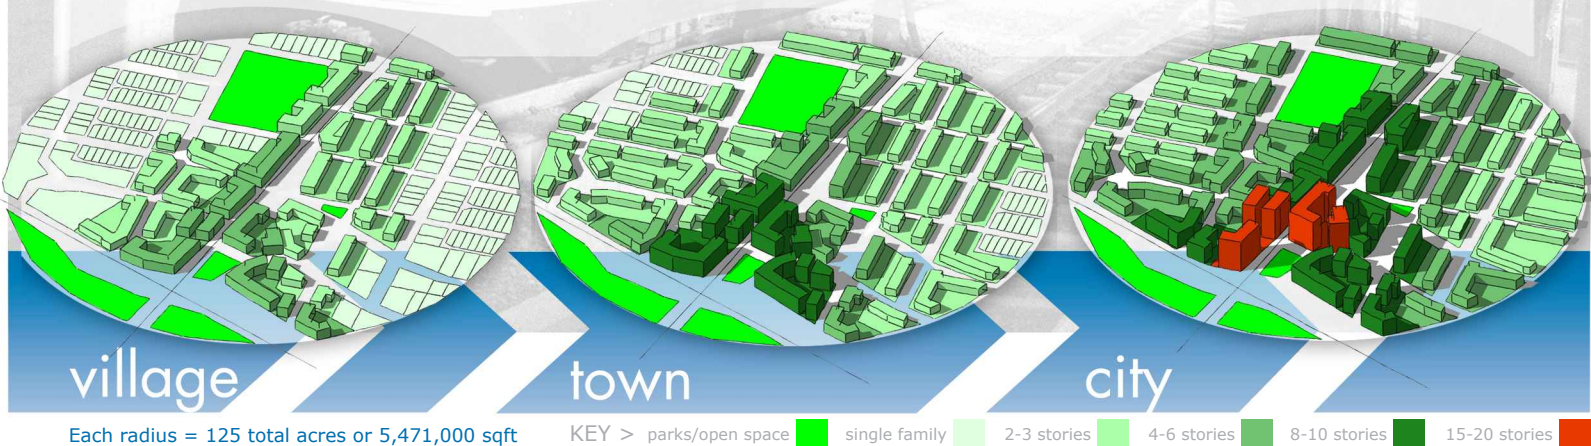 village
town
city
Each radius = 125 total acres or 5,471,000 sqft
KEY > parks/open space single family 2-3 stories 4-6 stories 8-10 stories 15-20 stories